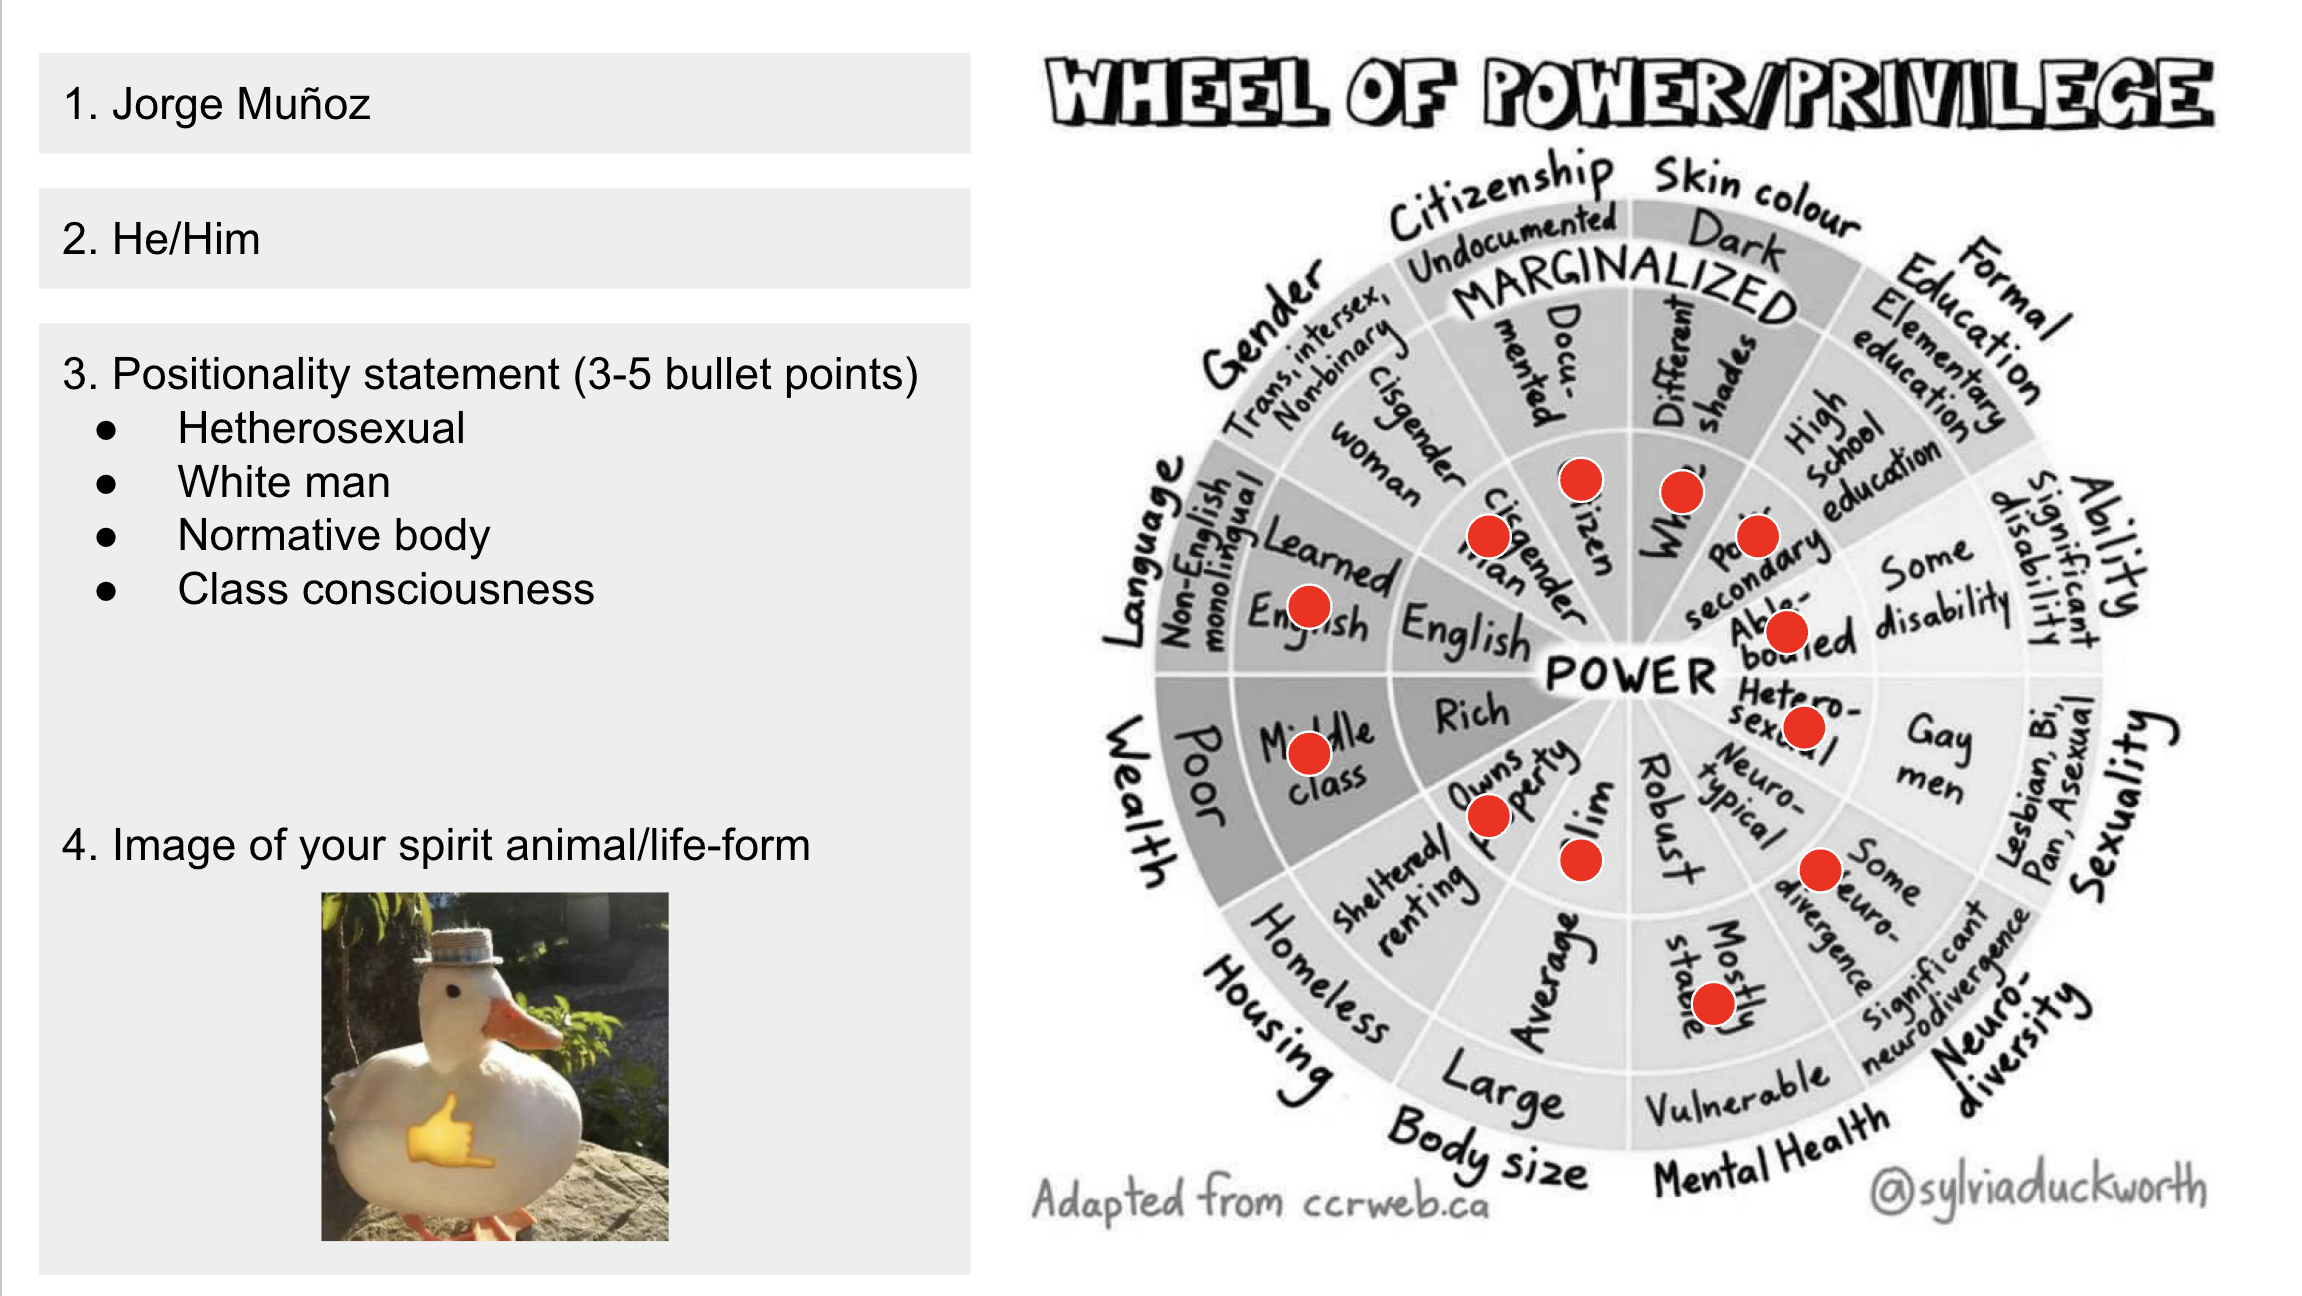 1. Jorge Muñoz
2. He/Him
3. Positionality statement (3-5 bullet points)
● Hetherosexual
● White man
● Normative body
● Class consciousness
4. Image of your spirit animal/life-form
WHEEL OF POWER/PRIVILEGE
Citizenship
Undocumented
Docu-
mented
Skin colour
Dark
Different
shades
MARGINALIZED
Formal
Education
Elementary
education
High
school
education
secondary
Ability
Significant
disability
Some
disability
Able-
bodied
Sexuality
Lesbian, Bi,
Pan, Asexual
Gay
men
Hetero-
sexual
Neuro-
diversity
Significant
neurodivergence
Some
neuro-
divergence
Neuro-
typical
Mental Health
Vulnerable
Mostly
stable
Robust
Body size
Large
Average
Slim
Housing
Homeless
Sheltered/
renting
Owns
property
Wealth
Poor
Middle
class
Rich
Language
Non-English
monolingual
Learned
English
English
Gender
Trans, intersex,
Non-binary
cisgender
woman
cisgender
man
POWER
Adapted from ccrweb.ca
@sylviaduckworth